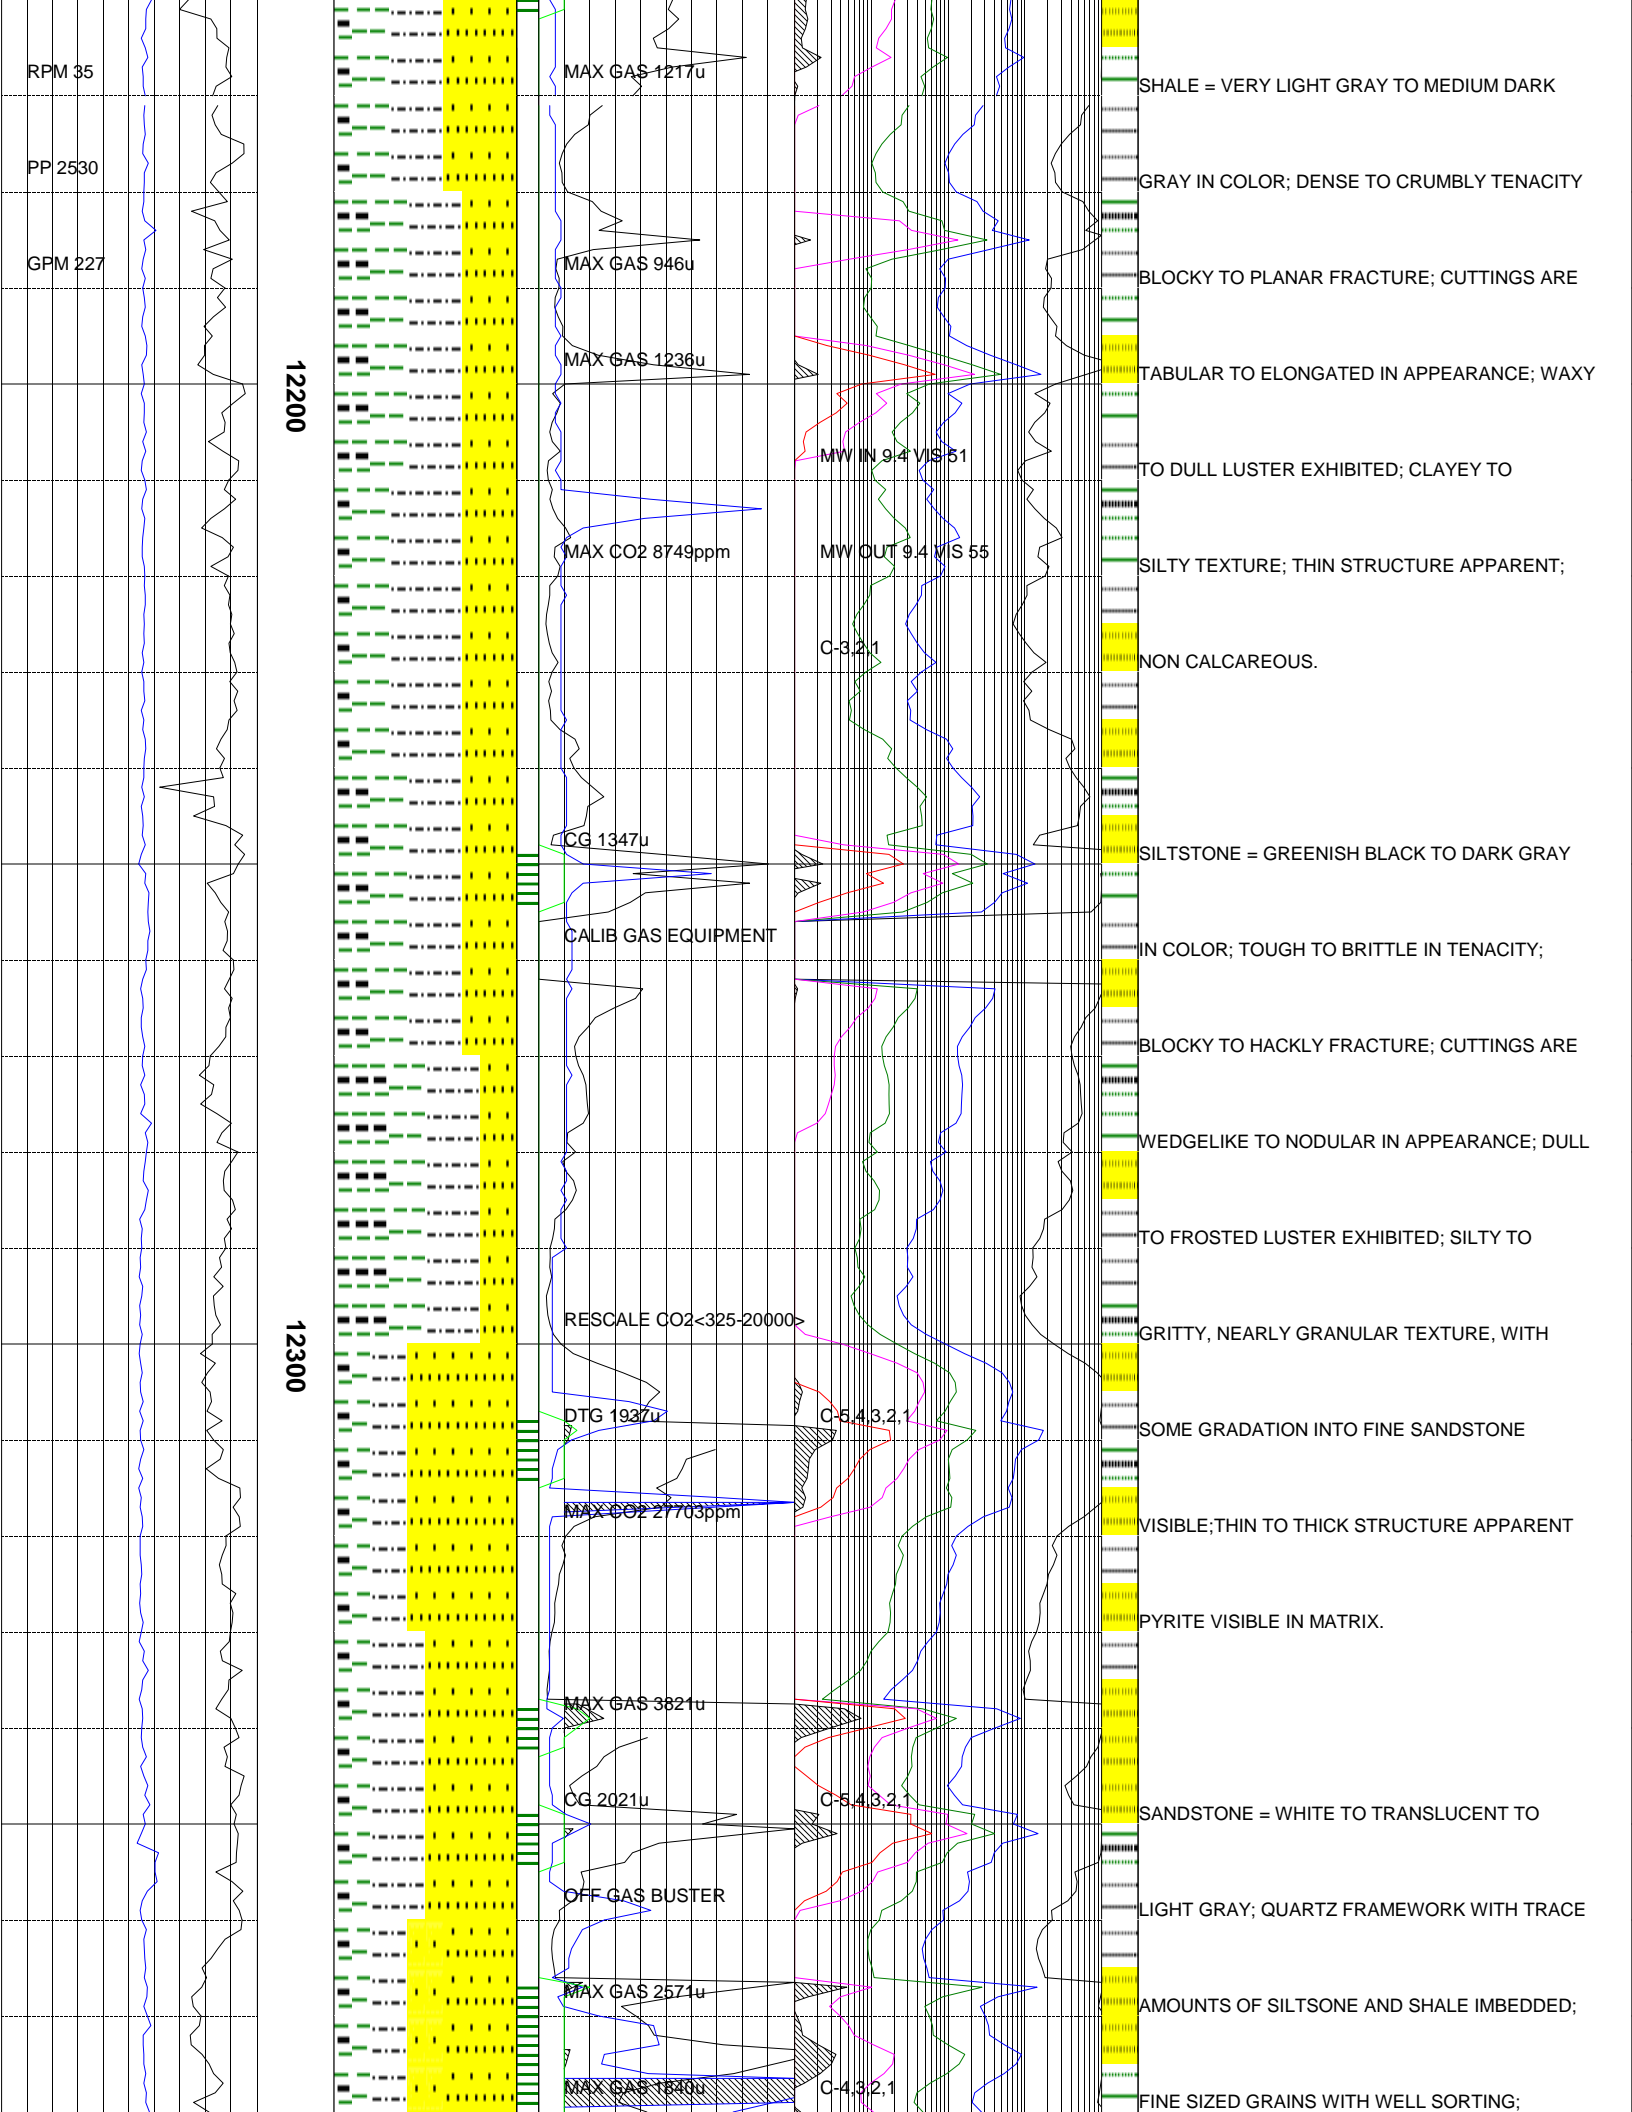 RPM 35
MAX GAS 1217u
SHALE = VERY LIGHT GRAY TO MEDIUM DARK
PP 2530
GRAY IN COLOR; DENSE TO CRUMBLY TENACITY
GPM 227
MAX GAS 946u
BLOCKY TO PLANAR FRACTURE; CUTTINGS ARE
12200
MAX GAS 1236u
TABULAR TO ELONGATED IN APPEARANCE; WAXY
MW IN 9.4 VIS 51
TO DULL LUSTER EXHIBITED; CLAYEY TO
MAX CO2 8749ppm
MW OUT 9.4 VIS 55
SILTY TEXTURE; THIN STRUCTURE APPARENT;
C-3,2,1
NON CALCAREOUS.
CG 1347u
SILTSTONE = GREENISH BLACK TO DARK GRAY
CALIB GAS EQUIPMENT
IN COLOR; TOUGH TO BRITTLE IN TENACITY;
BLOCKY TO HACKLY FRACTURE; CUTTINGS ARE
WEDGELIKE TO NODULAR IN APPEARANCE; DULL
TO FROSTED LUSTER EXHIBITED; SILTY TO
12300
RESCALE CO2<325-20000>
GRITTY, NEARLY GRANULAR TEXTURE, WITH
DTG 1937u
C-5,4,3,2,1
SOME GRADATION INTO FINE SANDSTONE
MAX CO2 27703ppm
VISIBLE;THIN TO THICK STRUCTURE APPARENT
PYRITE VISIBLE IN MATRIX.
MAX GAS 3821u
CG 2021u
C-5,4,3,2,1
SANDSTONE = WHITE TO TRANSLUCENT TO
OFF GAS BUSTER
LIGHT GRAY; QUARTZ FRAMEWORK WITH TRACE
MAX GAS 2571u
AMOUNTS OF SILTSONE AND SHALE IMBEDDED;
MAX GAS 1840u
C-4,3,2,1
FINE SIZED GRAINS WITH WELL SORTING;